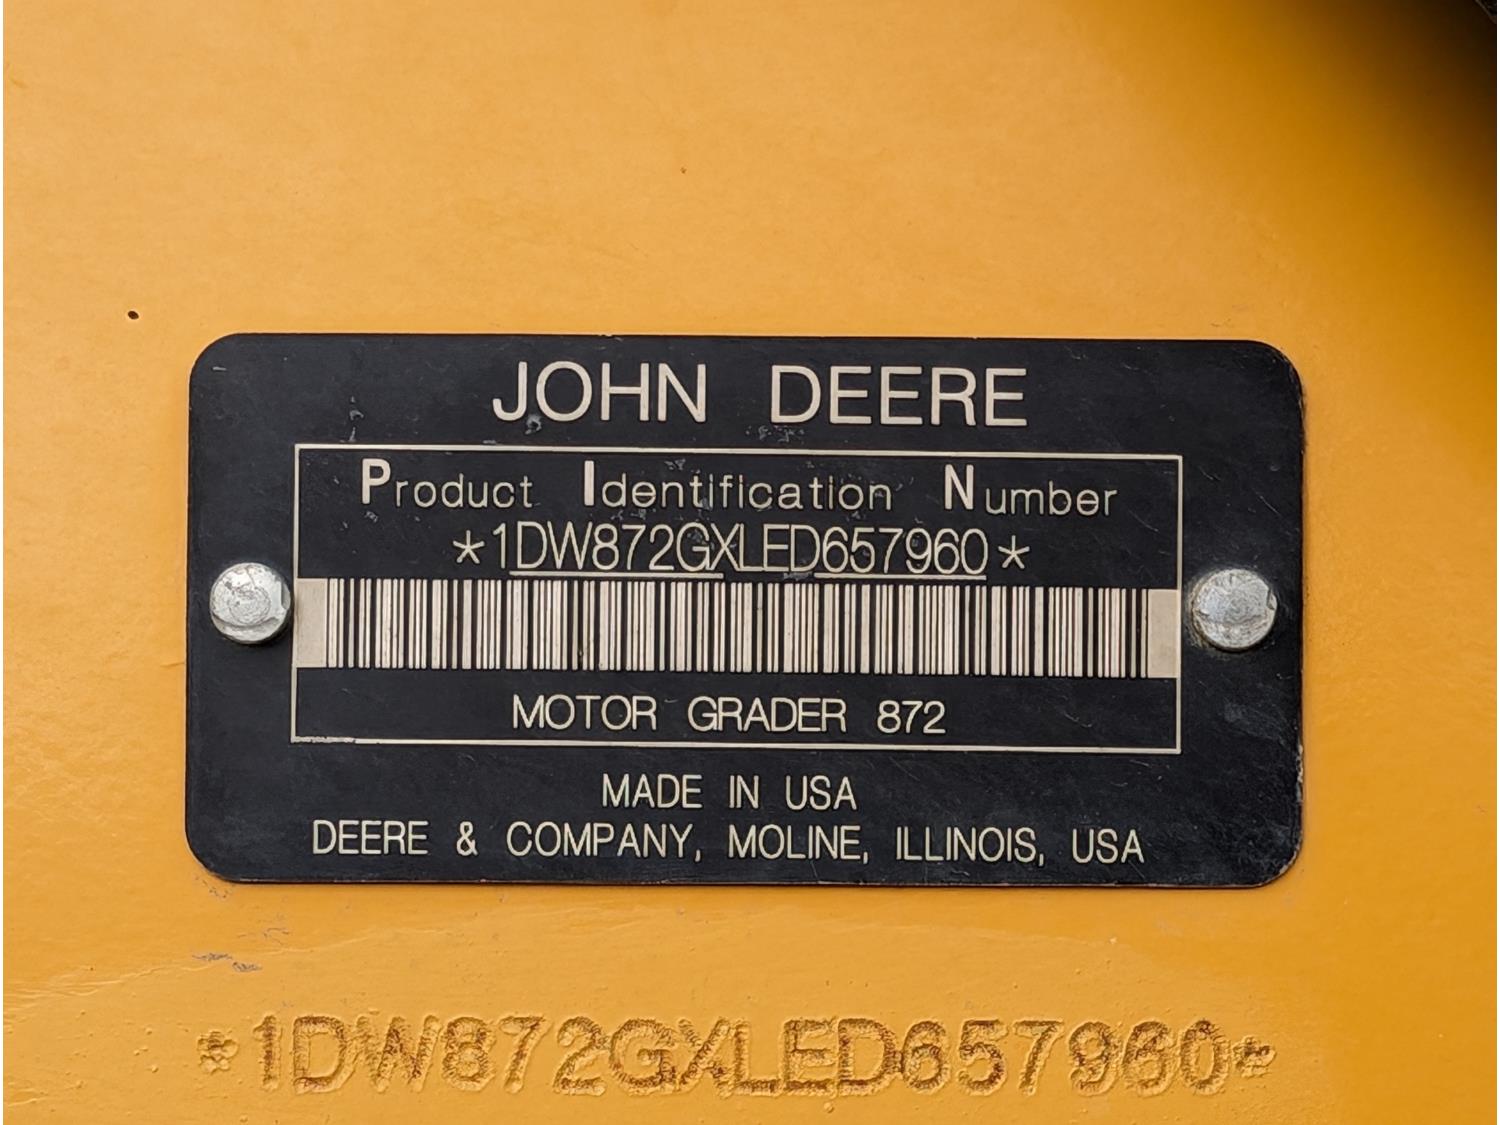 JOHN DEERE
Product Identification Number
*1DW872GXLED657960*
MOTOR GRADER 872
MADE IN USA
DEERE & COMPANY, MOLINE, ILLINOIS, USA
*1DW872GXLED657960*